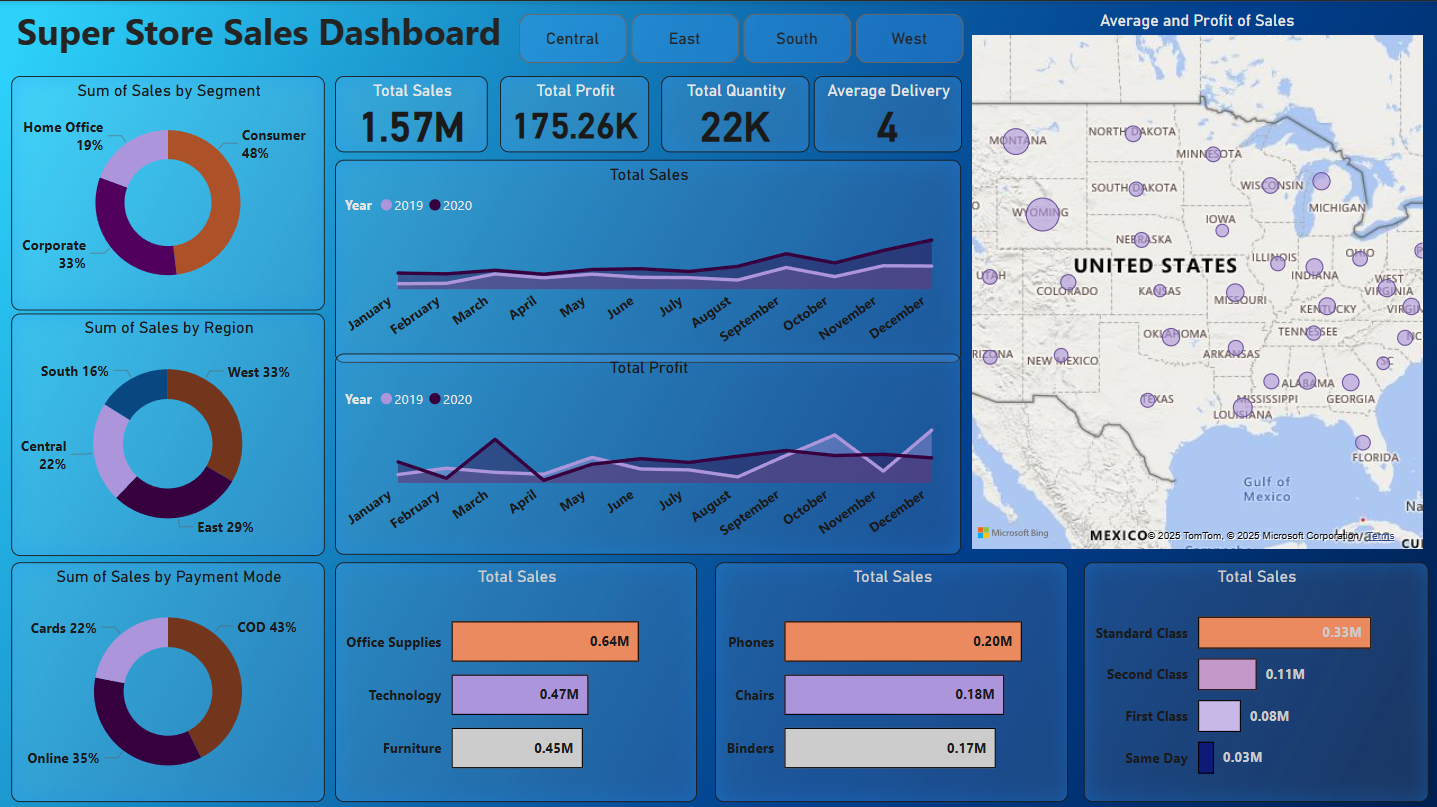 Super Store Sales Dashboard
Central
East
South
West
Average and Profit of Sales
Sum of Sales by Segment
Home Office
19%
Consumer
48%
Corporate
33%
Total Sales
1.57M
Total Profit
175.26K
Total Quantity
22K
Average Delivery
4
Total Sales
Year 2019 2020
January
February
March
April
May
June
July
August
September
October
November
December
Sum of Sales by Region
South 16%
West 33%
Central
22%
East 29%
Total Profit
Year 2019 2020
January
February
March
April
May
June
July
August
September
October
November
December
MONTANA
NORTH DAKOTA
MINNESOTA
SOUTH DAKOTA
WISCONSIN
O
WYOMING
MICHIGAN
IOWA
NEBRASKA
UNITED STATES
ILLINOIS
OHIO
INDIANA
UTAH
COLORADO
KANSAS
MISSOURI
WEST
VIRGINIA
KENTUCKY
VIRGIN
OKLAHOMA
TENNESSEE
NC
RIZONA
NEW MEXICO
ARKANSAS
SC
ALABAMA
TEXAS
MISSISSIPPI
GEORGIA
LOUISIANA
FLORIDA
Gulf of
Mexico
Na
Microsoft Bing
MEXICO
© 2025 TomTom, © 2025 Microsoft Corporation, Terms
CU
Sum of Sales by Payment Mode
Cards 22%
COD 43%
Online 35%
Total Sales
Office Supplies 0.64M
Technology 0.47M
Furniture 0.45M
Total Sales
Phones 0.20M
Chairs 0.18M
Binders 0.17M
Total Sales
Standard Class 0.33M
Second Class 0.11M
First Class 0.08M
Same Day 0.03M